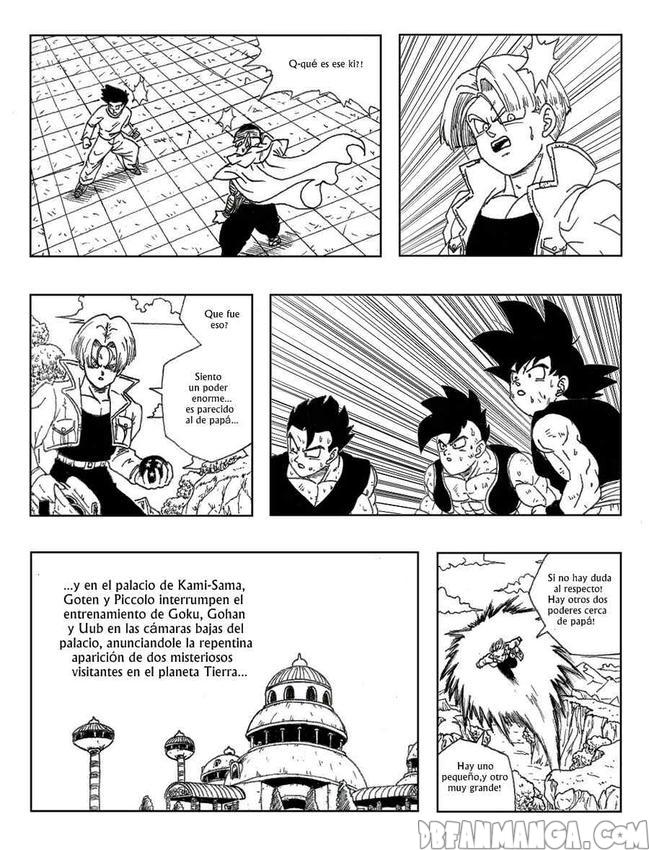 Q-qué es ese ki?!
Que fue
eso?
Siento
un poder
enorme...
es parecido
al de papá...
...y en el palacio de Kami-Sama,
Goten y Piccolo interrumpen el
entrenamiento de Goku, Gohan
y Uub en las cámaras bajas del
palacio, anunciandole la repentina
aparición de dos misteriosos
visitantes en el planeta Tierra...
Si no hay duda
al respecto!
Hay otros dos
poderes cerca
de papá!
Hay uno
pequeño,y otro
muy grande!
DBFANMANGA.COM